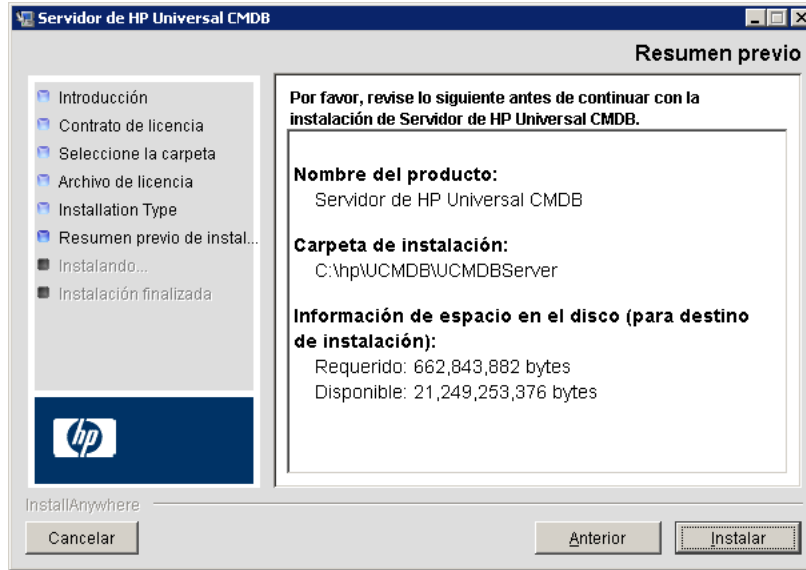 Servidor de HP Universal CMDB
Resumen previo
Introducción
Contrato de licencia
Seleccione la carpeta
Archivo de licencia
Installation Type
Resumen previo de instal...
Instalando...
Instalación finalizada
hp
Por favor, revise lo siguiente antes de continuar con la
instalación de Servidor de HP Universal CMDB.
Nombre del producto:
Servidor de HP Universal CMDB
Carpeta de instalación:
C:\hp\UCMDB\UCMDBServer
Información de espacio en el disco (para destino
de instalación):
Requerido: 662,843,882 bytes
Disponible: 21,249,253,376 bytes
InstallAnywhere
Cancelar
Anterior
Instalar